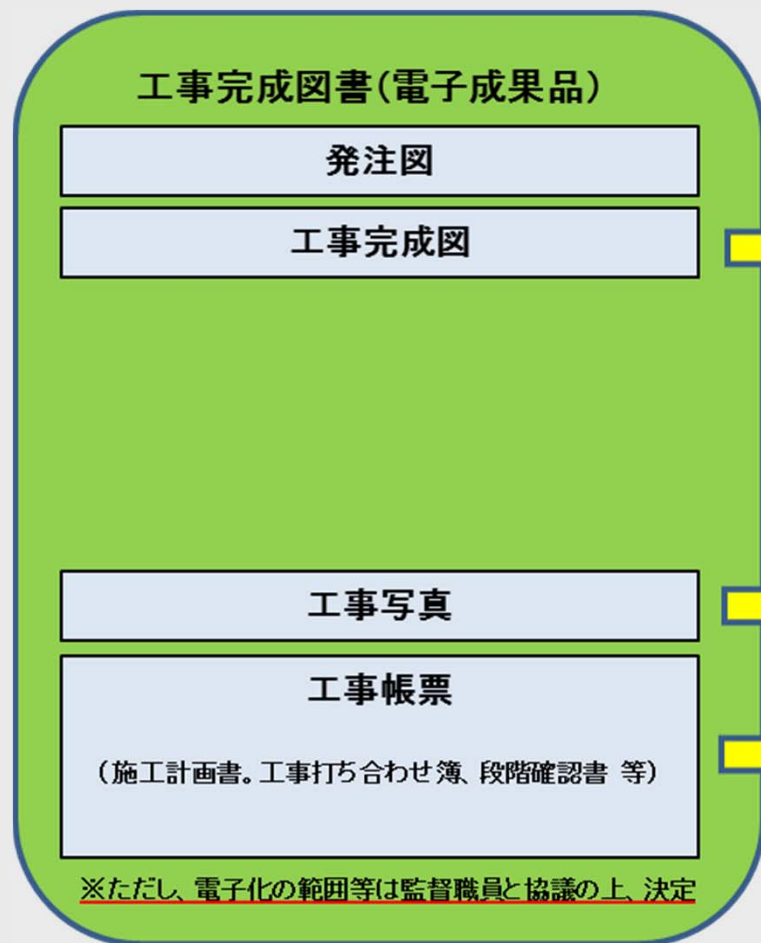 工事完成図書(電子成果品)
発注図
工事完成図
工事写真
工事帳票
(施工計画書。工事打ち合わせ簿、段階確認書 等)
※ただし、電子化の範囲等は監督職員と協議の上、決定